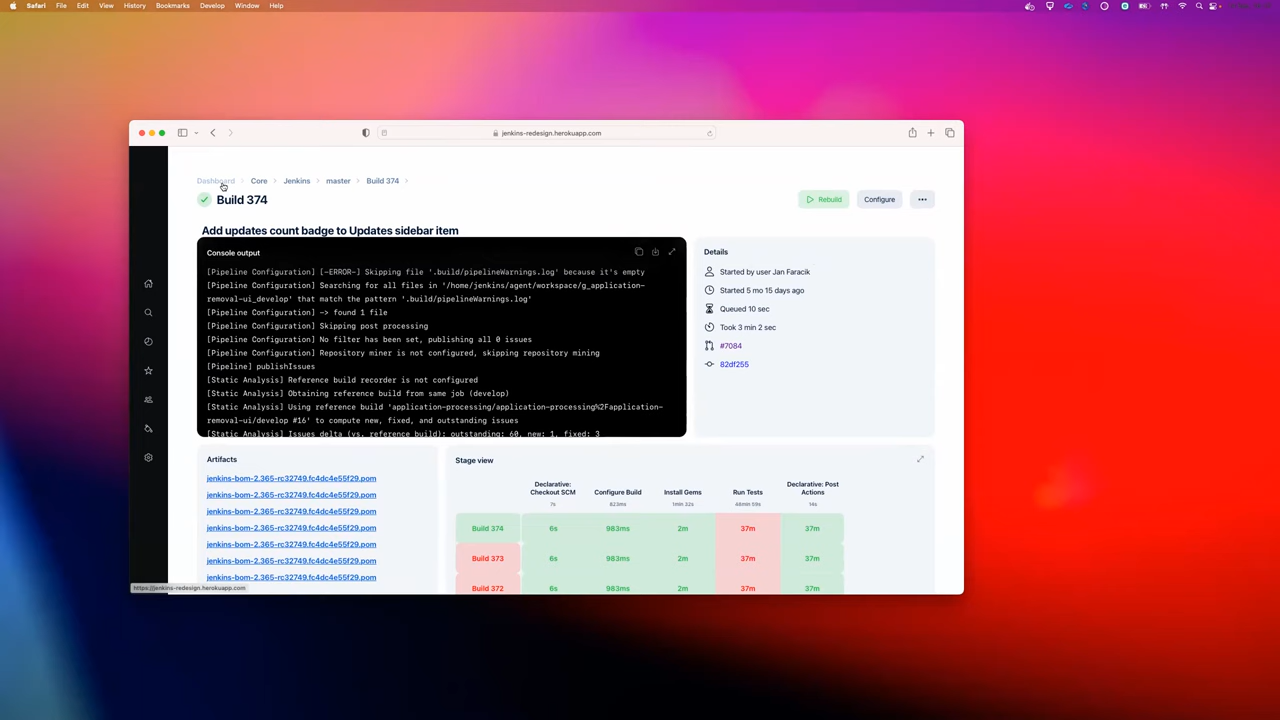 Safari File Edit View History Bookmarks Develop Window Help
jenkins-redesign.herokuapp.com
Dashboard Core Jenkins master Build 374
Build 374
Rebuild Configure
Add updates count badge to Updates sidebar item
Console output
[Pipeline Configuration] [-ERROR-] Skipping file '.build/pipelineWarnings.log' because it's empty
[Pipeline Configuration] Searching for all files in '/home/jenkins/agent/workspace/g_application-
removal-ui_develop' that match the pattern '.build/pipelineWarnings.log'
[Pipeline Configuration] -> found 1 file
[Pipeline Configuration] Skipping post processing
[Pipeline Configuration] No filter has been set, publishing all 0 issues
[Pipeline Configuration] Repository miner is not configured, skipping repository mining
[Pipeline] publishIssues
[Static Analysis] Reference build recorder is not configured
[Static Analysis] Obtaining reference build from same job (develop)
[Static Analysis] Using reference build 'application-processing/application-processing%2Fapplication-
removal-ui/develop #16' to compute new, fixed, and outstanding issues
[Static Analysis] Issues delta (vs. reference build): outstanding: 60, new: 1, fixed: 3
Details
Started by user Jan Faracik
Started 5 mo 15 days ago
Queued 10 sec
Took 3 min 2 sec
#7084
82df255
Artifacts
jenkins-bom-2.365-rc32749.fc4dc4e55f29.pom
jenkins-bom-2.365-rc32749.fc4dc4e55f29.pom
jenkins-bom-2.365-rc32749.fc4dc4e55f29.pom
jenkins-bom-2.365-rc32749.fc4dc4e55f29.pom
jenkins-bom-2.365-rc32749.fc4dc4e55f29.pom
jenkins-bom-2.365-rc32749.fc4dc4e55f29.pom
jenkins-bom-2.365-rc32749.fc4dc4e55f29.pom
Stage view
Declarative: Checkout SCM Configure Build Install Gems Run Tests Declarative: Post Actions
7s 823ms 1min 32s 46min 59s 14s
Build 374 6s 983ms 2m 37m 37m
Build 373 6s 983ms 2m 37m 37m
Build 372 6s 983ms 2m 37m 37m
https://jenkins-redesign.herokuapp.com